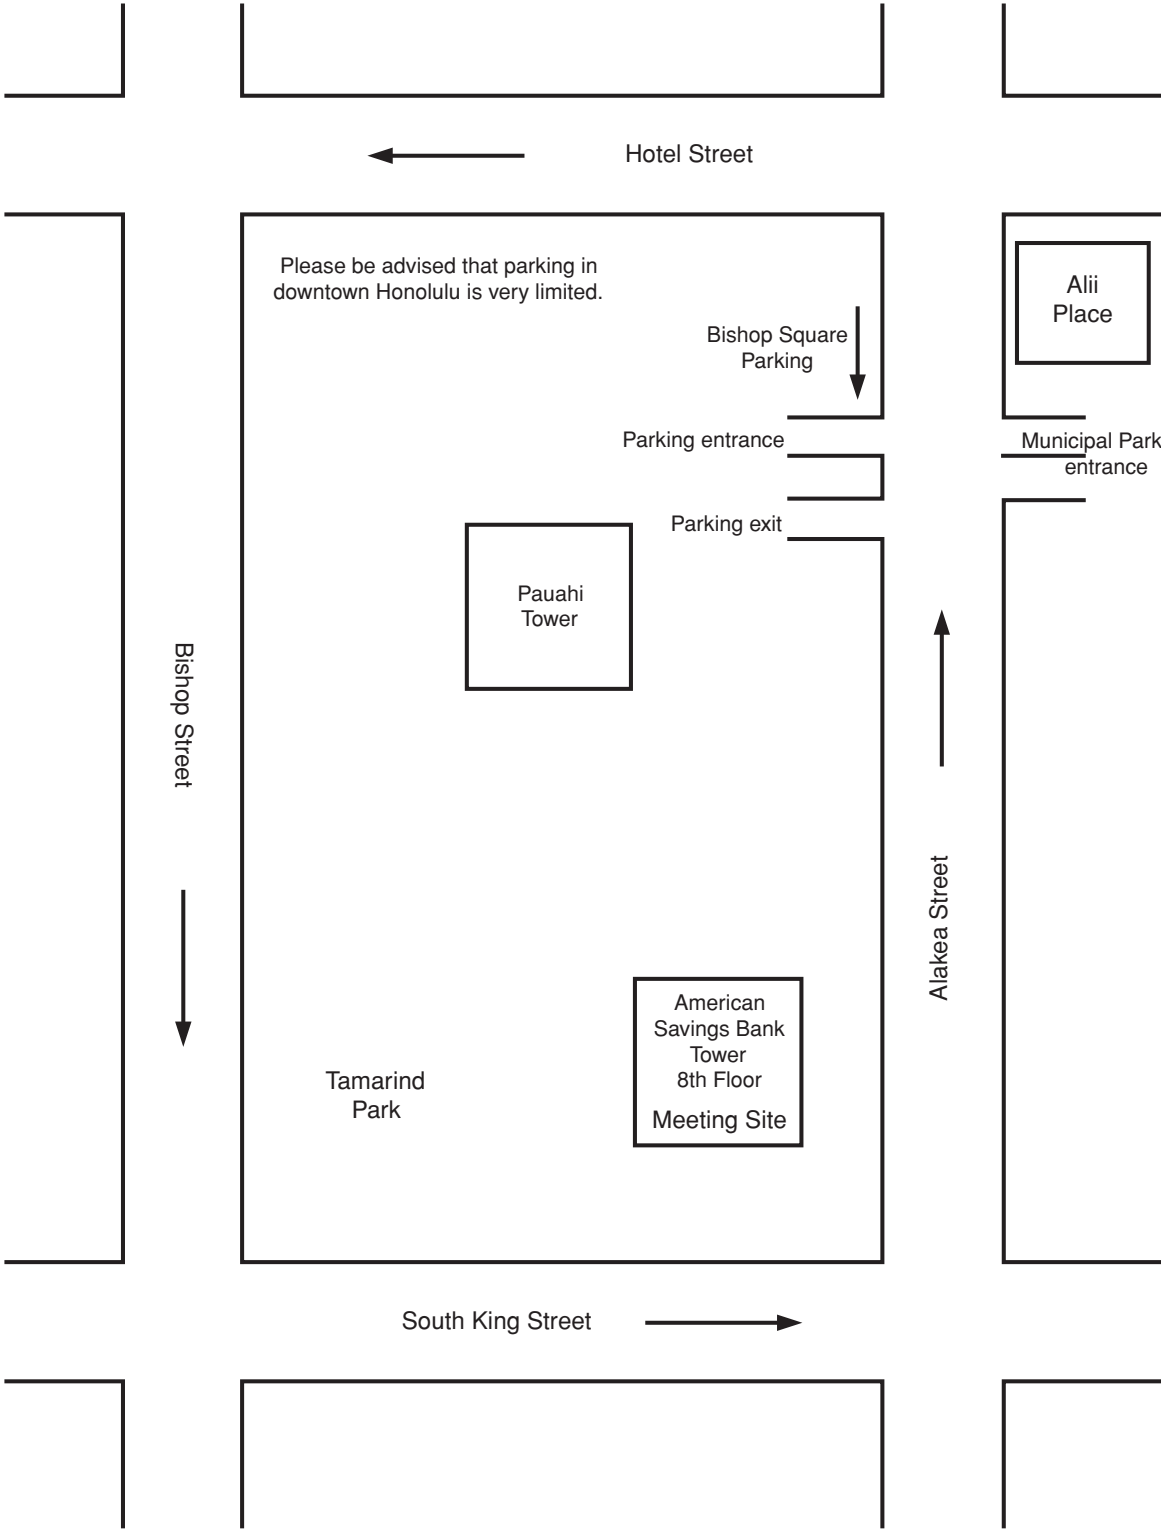 Hotel Street
Please be advised that parking in
downtown Honolulu is very limited.
Alii
Place
Bishop Square
Parking
Parking entrance
Municipal Park
entrance
Parking exit
Pauahi
Tower
Bishop Street
Alakea Street
American
Savings Bank
Tower
8th Floor
Meeting Site
Tamarind
Park
South King Street